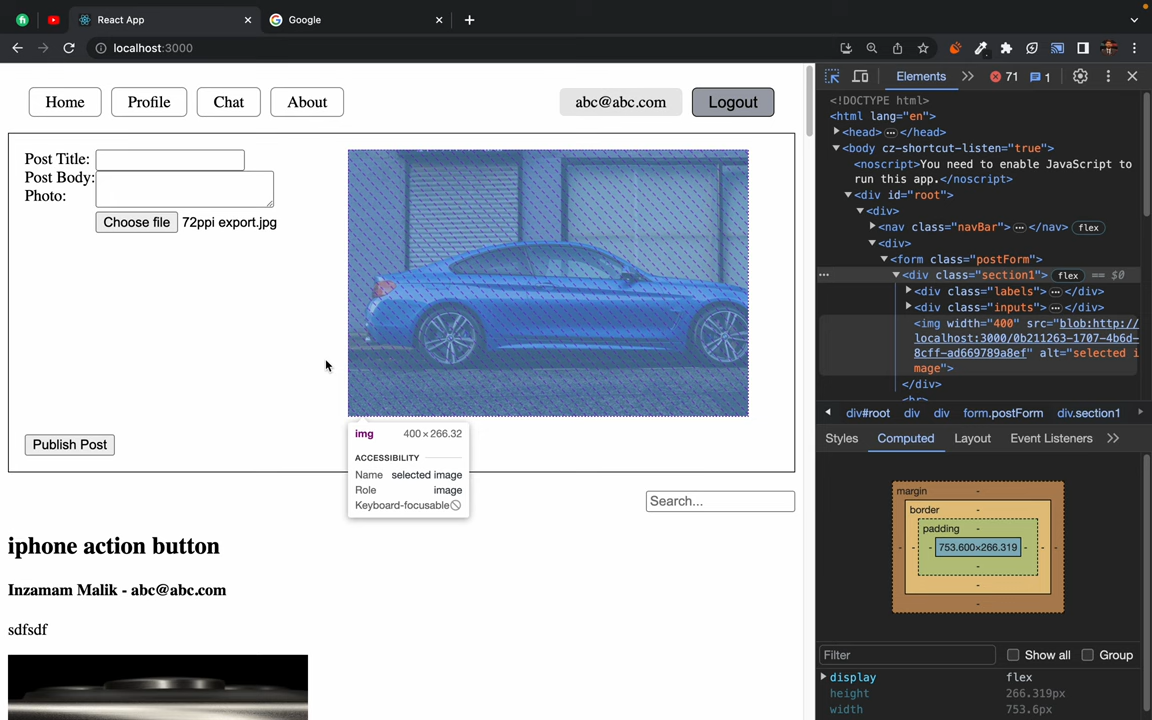 React App
Google
localhost:3000
Home
Profile
Chat
About
abc@abc.com
Logout
Post Title:
Post Body:
Photo:
Choose file 72ppi export.jpg
Publish Post
img 400×266.32
ACCESSIBILITY
Name selected image
Role image
Keyboard-focusable
Search...
iphone action button
Inzamam Malik - abc@abc.com
sdfsdf
Elements
71
1
<!DOCTYPE html>
<html lang="en">
<head> ⋯ </head>
<body cz-shortcut-listen="true">
<noscript>You need to enable JavaScript to
run this app.</noscript>
<div id="root">
<div>
<nav class="navBar"> ⋯ </nav> flex
<div>
<form class="postForm">
⋯ <div class="section1"> flex == $0
<div class="labels"> ⋯ </div>
<div class="inputs"> ⋯ </div>
<img width="400" src="blob:http://
localhost:3000/0b211263-1707-4b6d-
8cff-ad669789a8ef" alt="selected i
mage">
</div>
<br>
div#root div div form.postForm div.section1
Styles Computed Layout Event Listeners
margin -
border -
padding -
- - - 753.600×266.319 - - -
-
-
-
Filter
Show all
Group
display flex
height 266.319px
width 753.6px